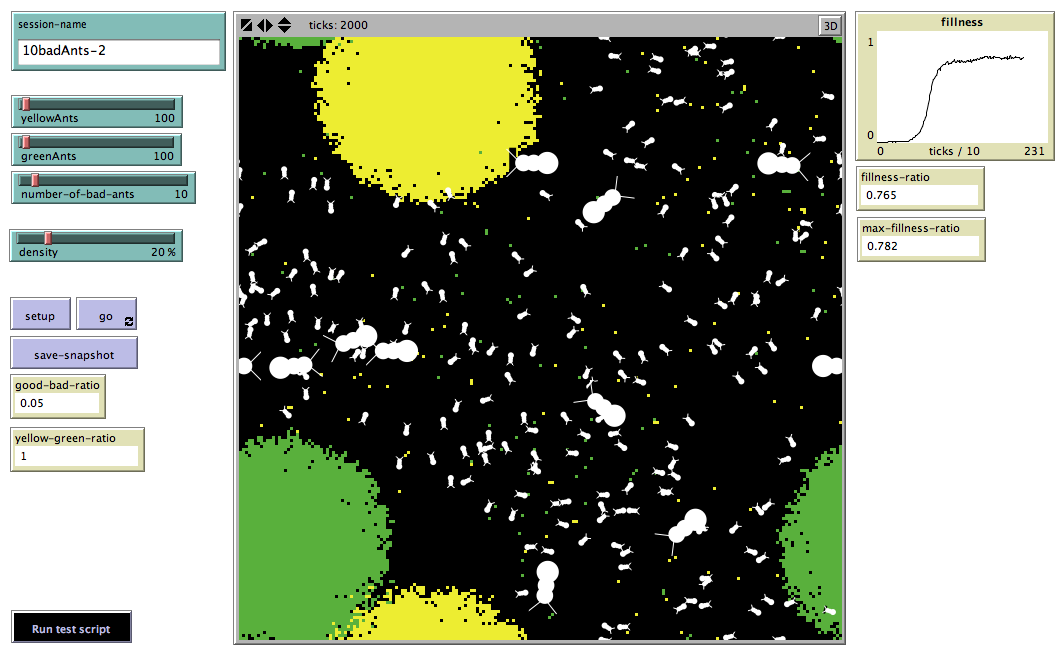 session-name
10badAnts-2
yellowAnts 100
greenAnts 100
number-of-bad-ants 10
density 20 %
setup
go
save-snapshot
good-bad-ratio
0.05
yellow-green-ratio
1
Run test script
ticks: 2000
3D
fillness
1
0
0 ticks / 10 231
fillness-ratio
0.765
max-fillness-ratio
0.782